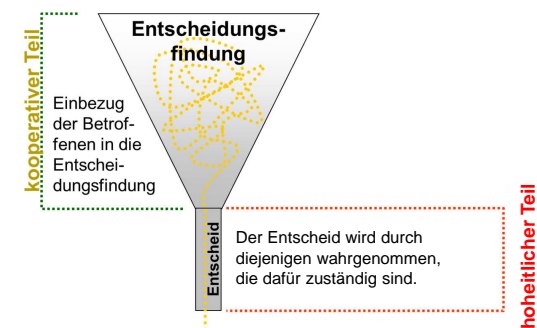 Entscheidungs-
findung
kooperativer Teil
Einbezug
der Betrof-
fenen in die
Entschei-
dungsfindung
Entscheid
Der Entscheid wird durch
diejenigen wahrgenommen,
die dafür zuständig sind.
hoheitlicher Teil